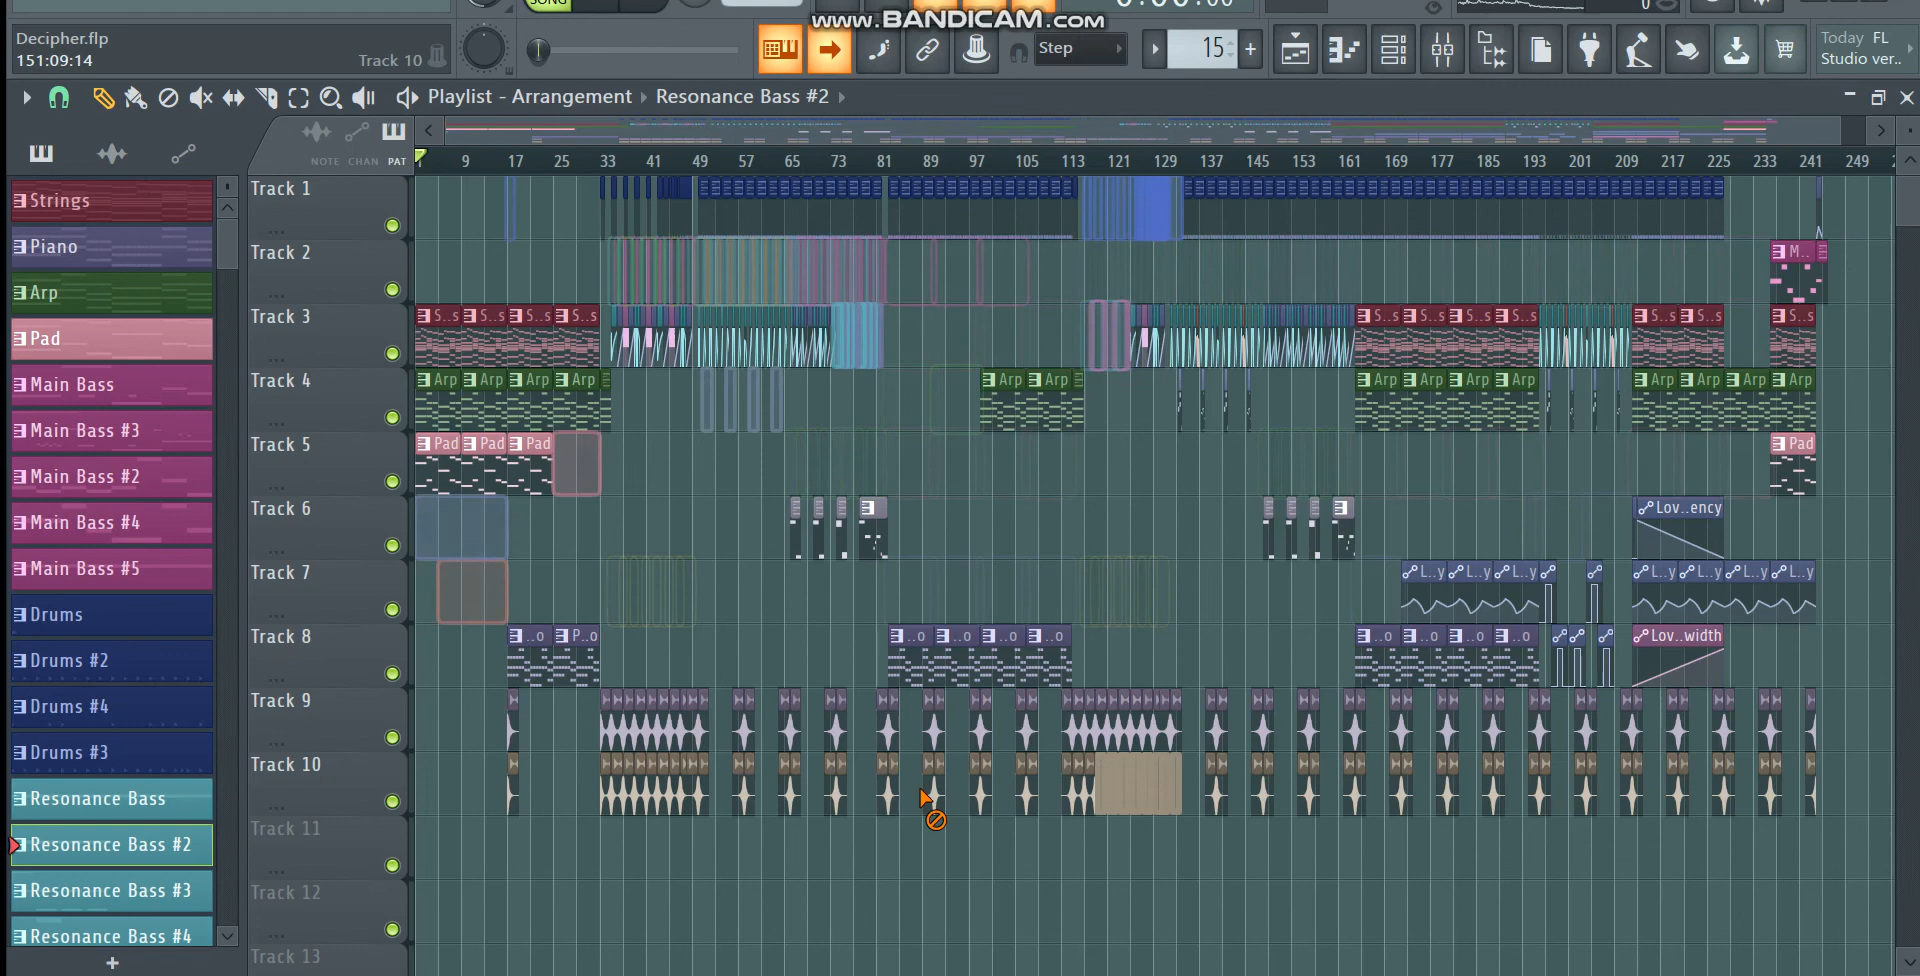 SONG
www.BANDICAM.com
Decipher.flp
151:09:14
Track 10
Step
15
Today FL
Studio ver..
Playlist - Arrangement
Resonance Bass #2
NOTE CHAN PAT
9 17 25 33 41 49 57 65 73 81 89 97 105 113 121 129 137 145 153 161 169 177 185 193 201 209 217 225 233 241 249
Strings
Piano
Arp
Pad
Main Bass
Main Bass #3
Main Bass #2
Main Bass #4
Main Bass #5
Drums
Drums #2
Drums #4
Drums #3
Resonance Bass
Resonance Bass #2
Resonance Bass #3
Resonance Bass #4
+
Track 1
Track 2
M..
Track 3
S..s S..s S..s S..s S..s S..s S..s S..s S..s S..s S..s
Track 4
Arp Arp Arp Arp Arp Arp Arp Arp Arp Arp Arp Arp Arp Arp
Track 5
Pad Pad Pad Pad
Track 6
Lov..ency
Track 7
L..y L..y L..y L..y L..y L..y L..y
Track 8
..o P..o ..o ..o ..o ..o ..o ..o ..o ..o Lov..width
Track 9
Track 10
Track 11
Track 12
Track 13